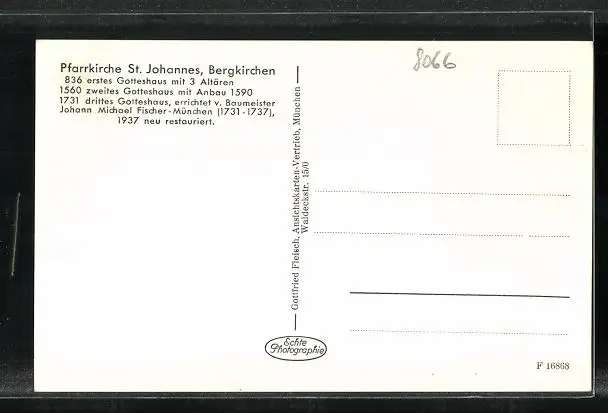 Pfarrkirche St. Johannes, Bergkirchen
836 erstes Gotteshaus mit 3 Altären
1560 zweites Gotteshaus mit Anbau 1590
1731 drittes Gotteshaus, errichtet v. Baumeister
Johann Michael Fischer-München (1731-1737),
1937 neu restauriert.
8066
Gottfried Fleisch, Ansichtskarten-Vertrieb, München
Waldeckstr. 15/0
Echte
Photographie
F 16868